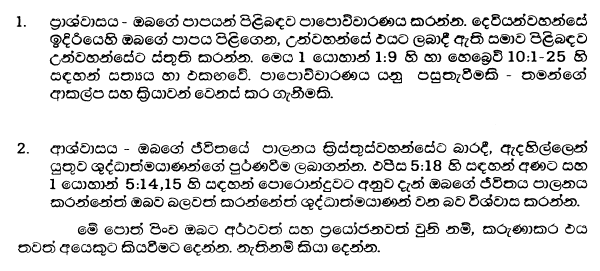 1. ප්‍රාශ්වාසය - ඔබගේ පාපයන් පිළිබඳව පාපොච්චාරණය කරන්න. දෙවියන්වහන්සේ
ඉදිරියෙහි ඔබගේ පාපය පිළිගෙන, උන්වහන්සේ එයට ලබාදී ඇති සමාව පිළිබඳව
උන්වහන්සේට ස්තූති කරන්න. මෙය 1 යොහාන් 1:9 හි හා හෙබ්‍රෙව් 10:1-25 හි
සඳහන් සත්‍යය හා එකඟවේ. පාපොච්චාරණය යනු පසුතැවීමකි - තමන්ගේ
ආකල්ප සහ ක්‍රියාවන් වෙනස් කර ගැනීමකි.
2. ආශ්වාසය - ඔබගේ ජීවිතයේ පාලනය ක්‍රිස්තුස්වහන්සේට බාරදී, ඇදහිල්ලෙන්
යුතුව ශුද්ධාත්මයාණන්ගේ පූර්ණවීම ලබාගන්න. එපීස 5:18 හි සඳහන් අණට සහ
1 යොහාන් 5:14,15 හි සඳහන් පොරොන්දුවට අනුව දැන් ඔබගේ ජීවිතය පාලනය
කරන්නේත් ඔබව බලවත් කරන්නේත් ශුද්ධාත්මයාණන් වන බව විශ්වාස කරන්න.
මේ පොත් පිංච ඔබට අර්ථවත් සහ ප්‍රයෝජනවත් වුනි නම්, කරුණාකර එය
තවත් අයෙකුට කියවීමට දෙන්න. නැතිනම් කියා දෙන්න.